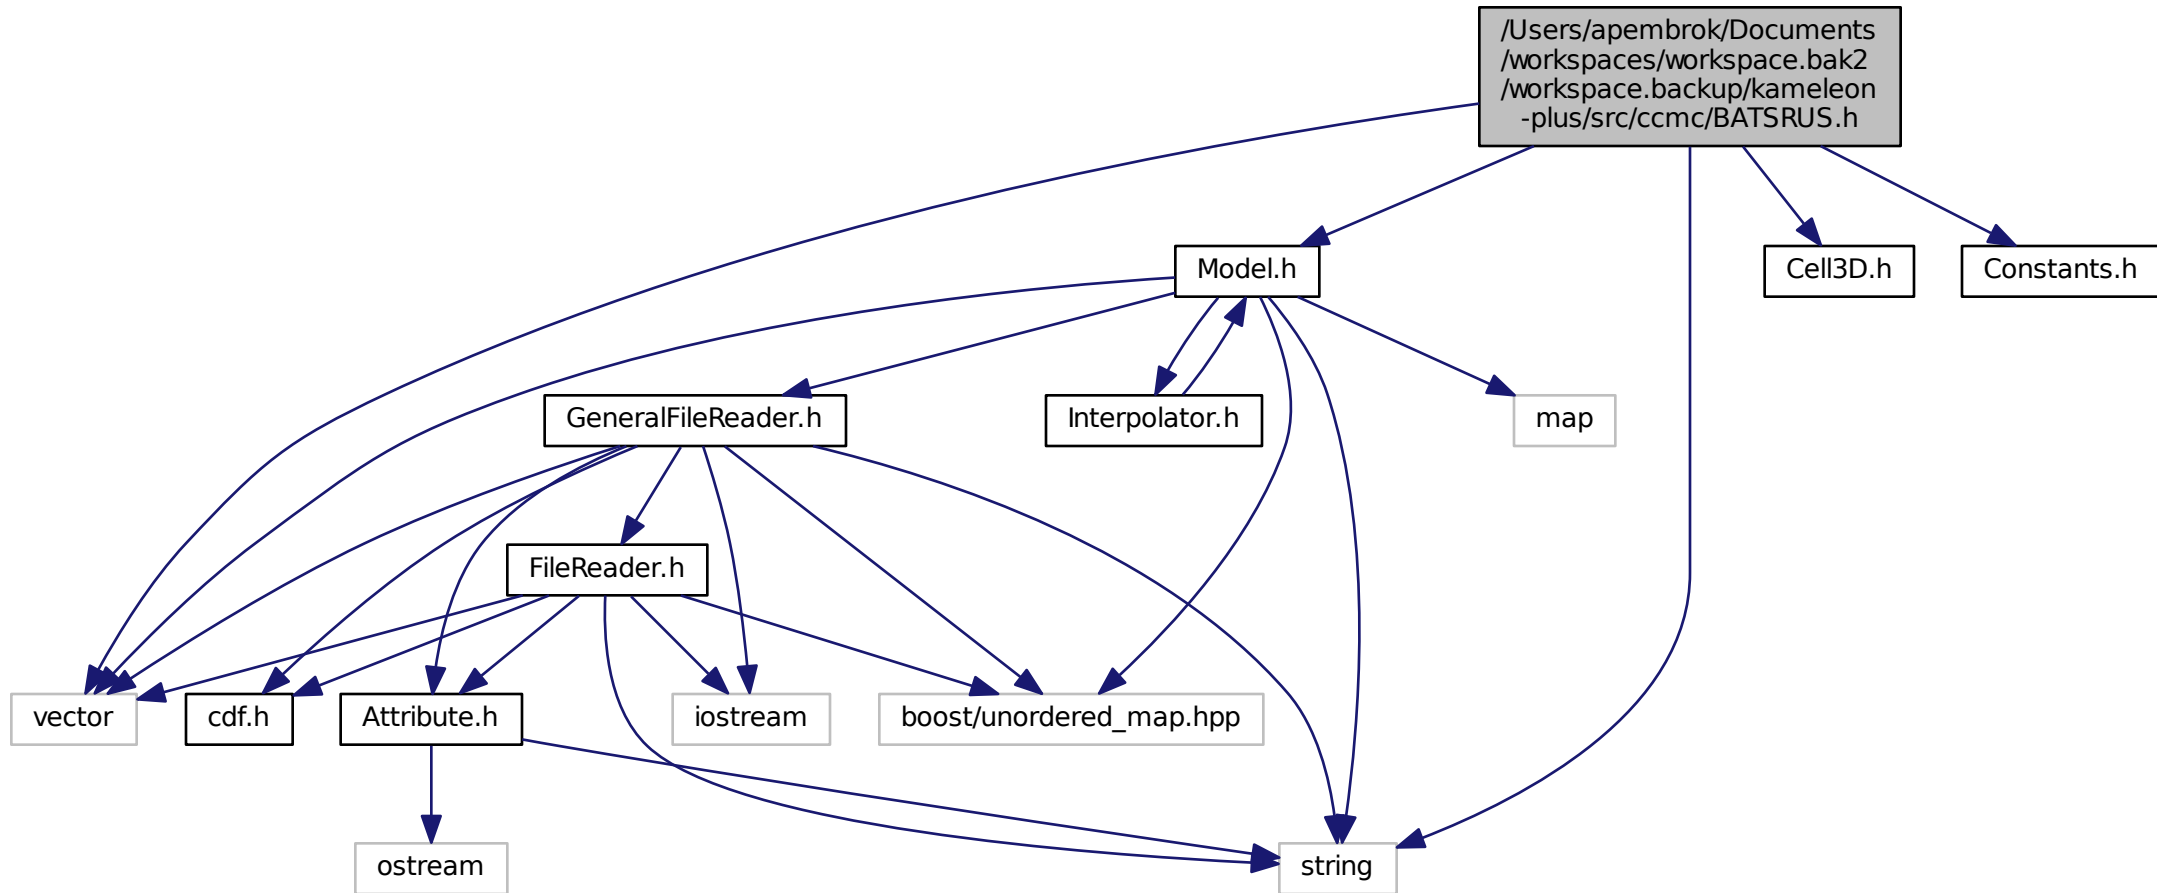 /Users/apembrok/Documents
/workspaces/workspace.bak2
/workspace.backup/kameleon
-plus/src/ccmc/BATSRUS.h
Model.h
Cell3D.h
Constants.h
GeneralFileReader.h
Interpolator.h
map
FileReader.h
vector
cdf.h
Attribute.h
iostream
boost/unordered_map.hpp
ostream
string